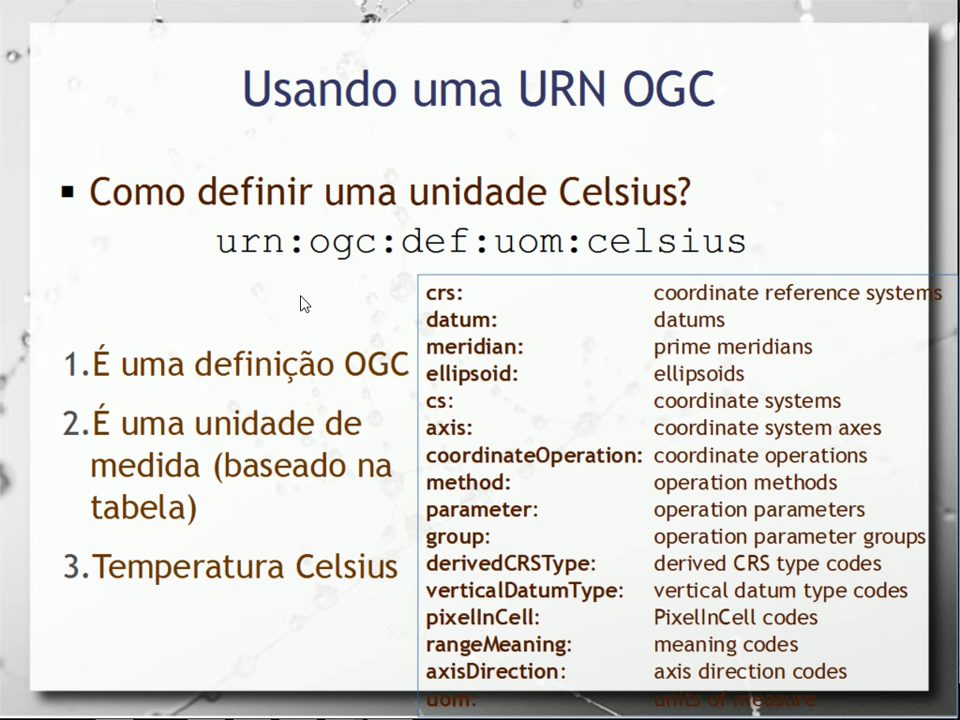 Usando uma URN OGC
▪ Como definir uma unidade Celsius?
urn:ogc:def:uom:celsius
1.É uma definição OGC
2.É uma unidade de
medida (baseado na
tabela)
3.Temperatura Celsius
crs: coordinate reference systems
datum: datums
meridian: prime meridians
ellipsoid: ellipsoids
cs: coordinate systems
axis: coordinate system axes
coordinateOperation: coordinate operations
method: operation methods
parameter: operation parameters
group: operation parameter groups
derivedCRSType: derived CRS type codes
verticalDatumType: vertical datum type codes
pixelInCell: PixelInCell codes
rangeMeaning: meaning codes
axisDirection: axis direction codes
uom: units of measure